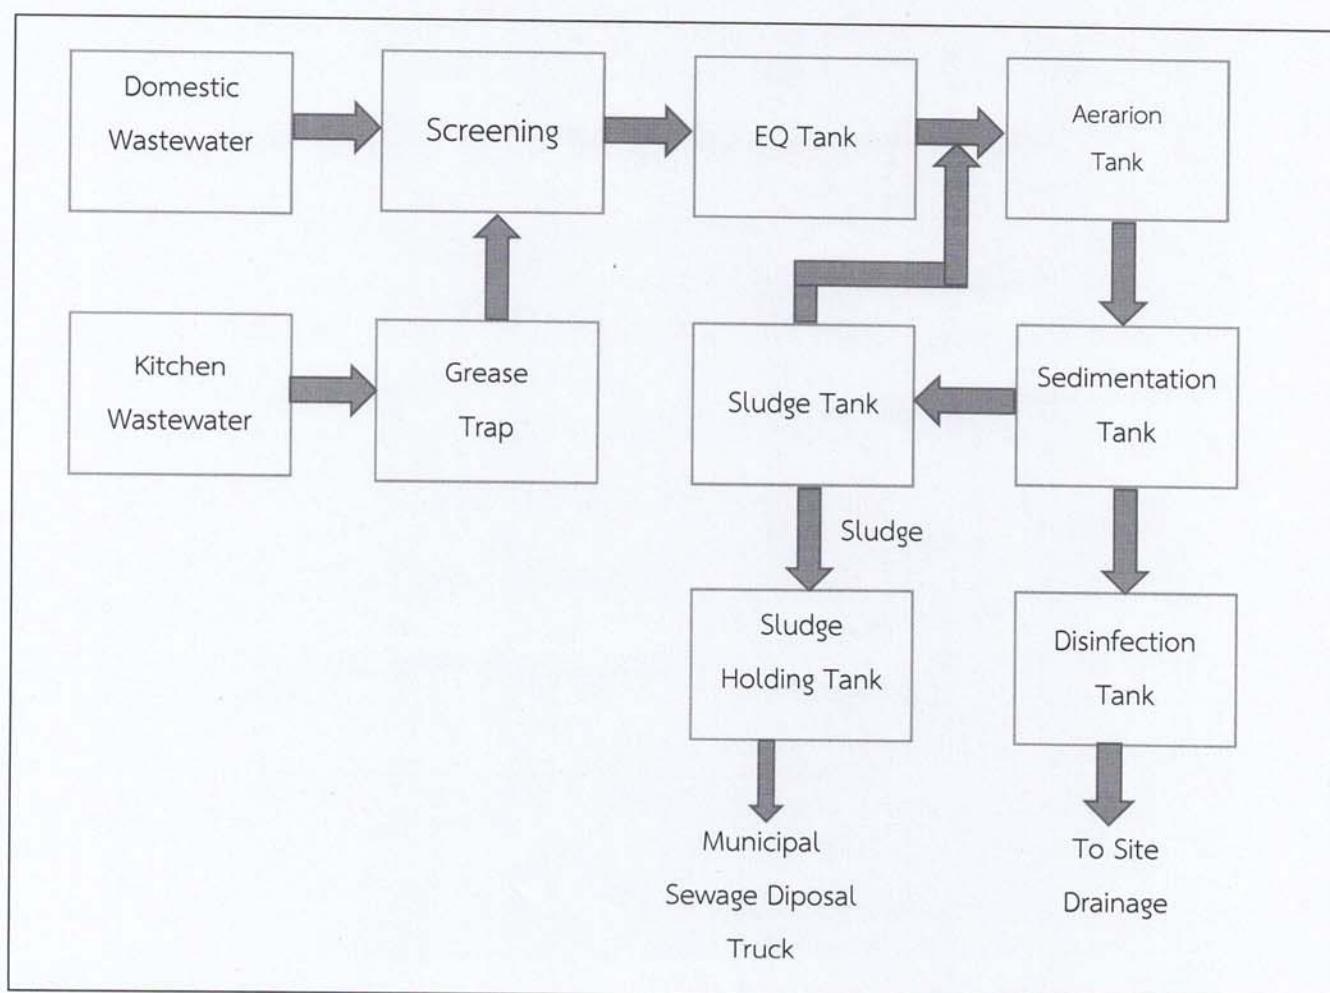 Domestic
Wastewater
Screening
EQ Tank
Aerarion
Tank
Kitchen
Wastewater
Grease
Trap
Sludge Tank
Sedimentation
Tank
Sludge
Sludge
Holding Tank
Disinfection
Tank
Municipal
Sewage Diposal
Truck
To Site
Drainage